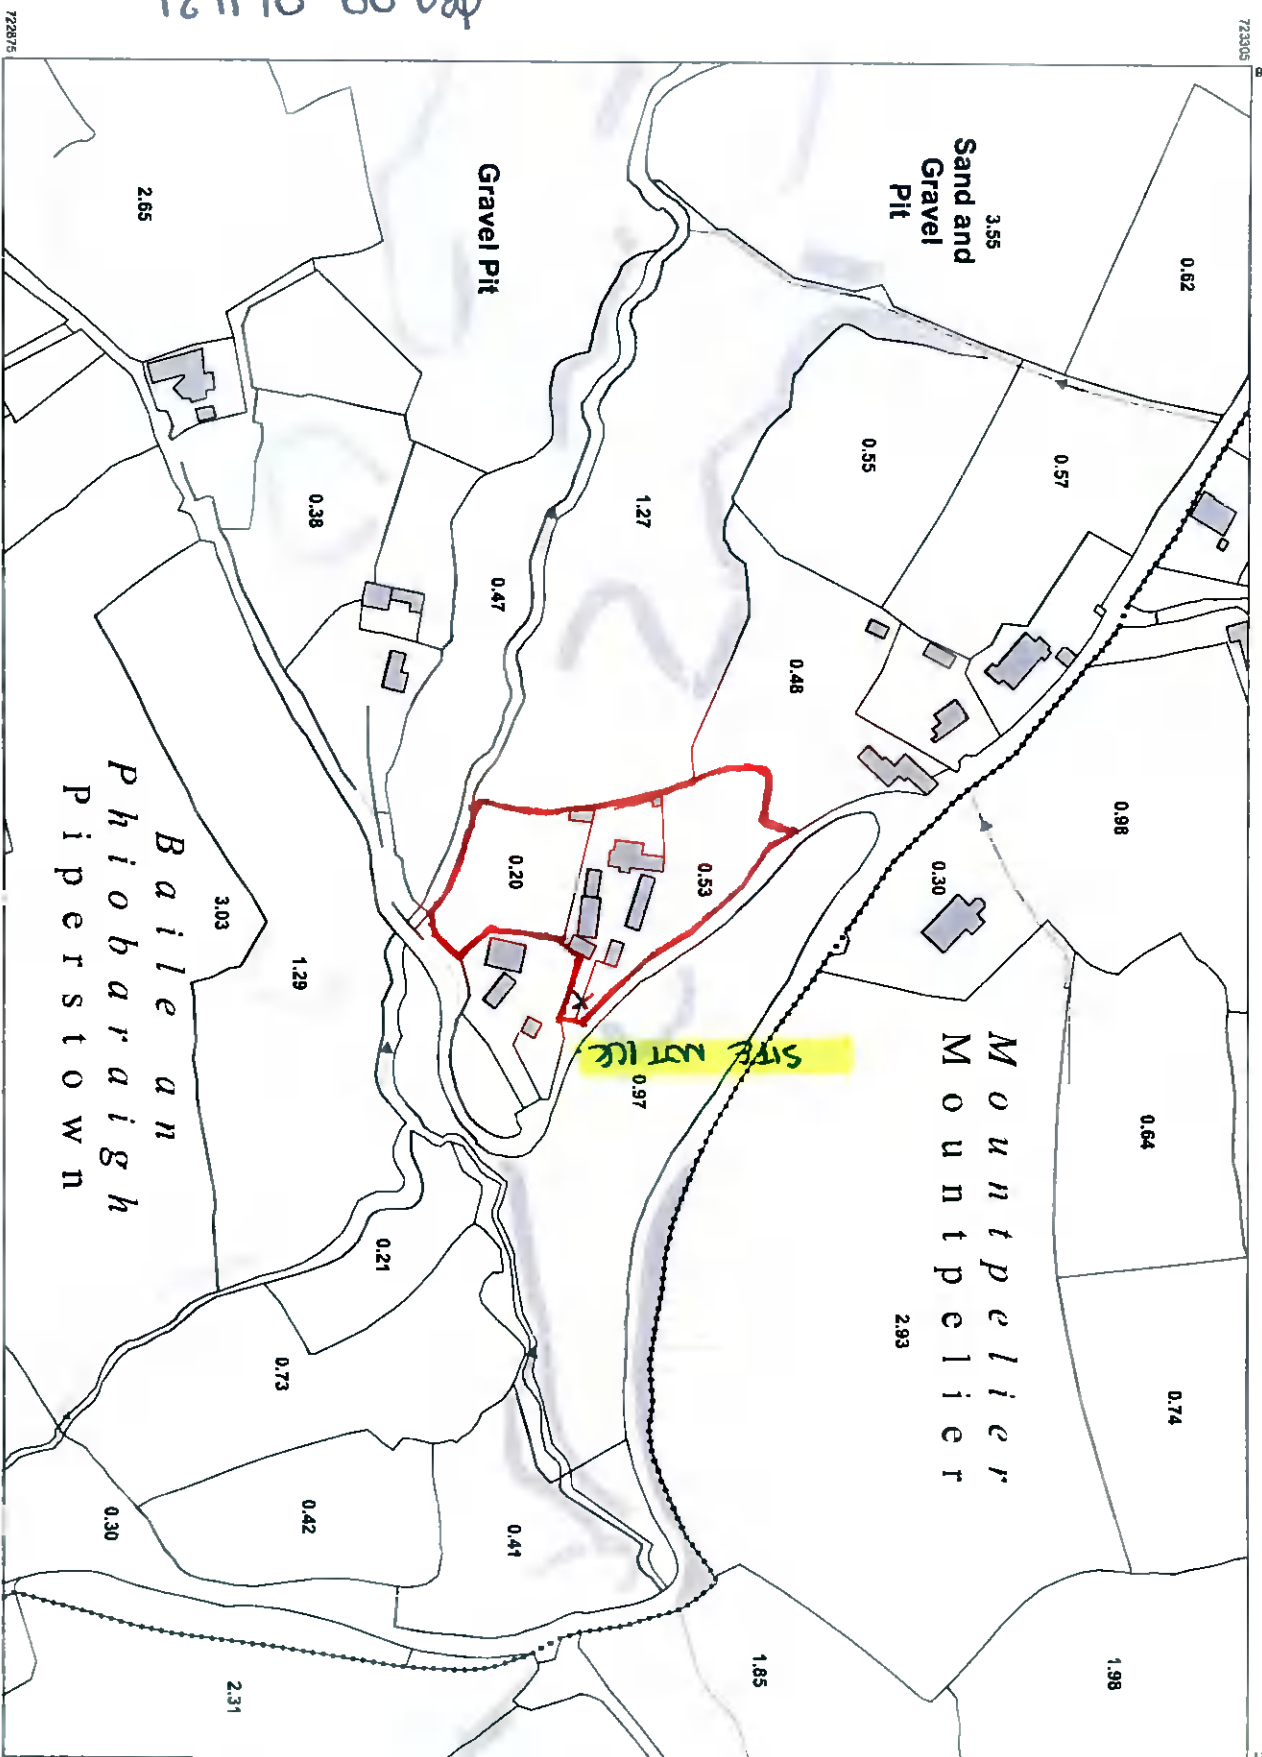 723305
0.62
0.74
0.64
0.98
1.98
0.57
3.55
Sand and
Gravel
Pit
Mountpelier
Mountpelier
0.30
2.93
0.55
0.48
1.85
0.53
1.27
0.97
SITE NOTICE
X
0.20
0.41
0.47
Gravel Pit
0.21
0.38
0.42
1.29
0.73
2.31
3.03
Baile an
Phiobaraigh
Piperstown
2.65
0.30
722875